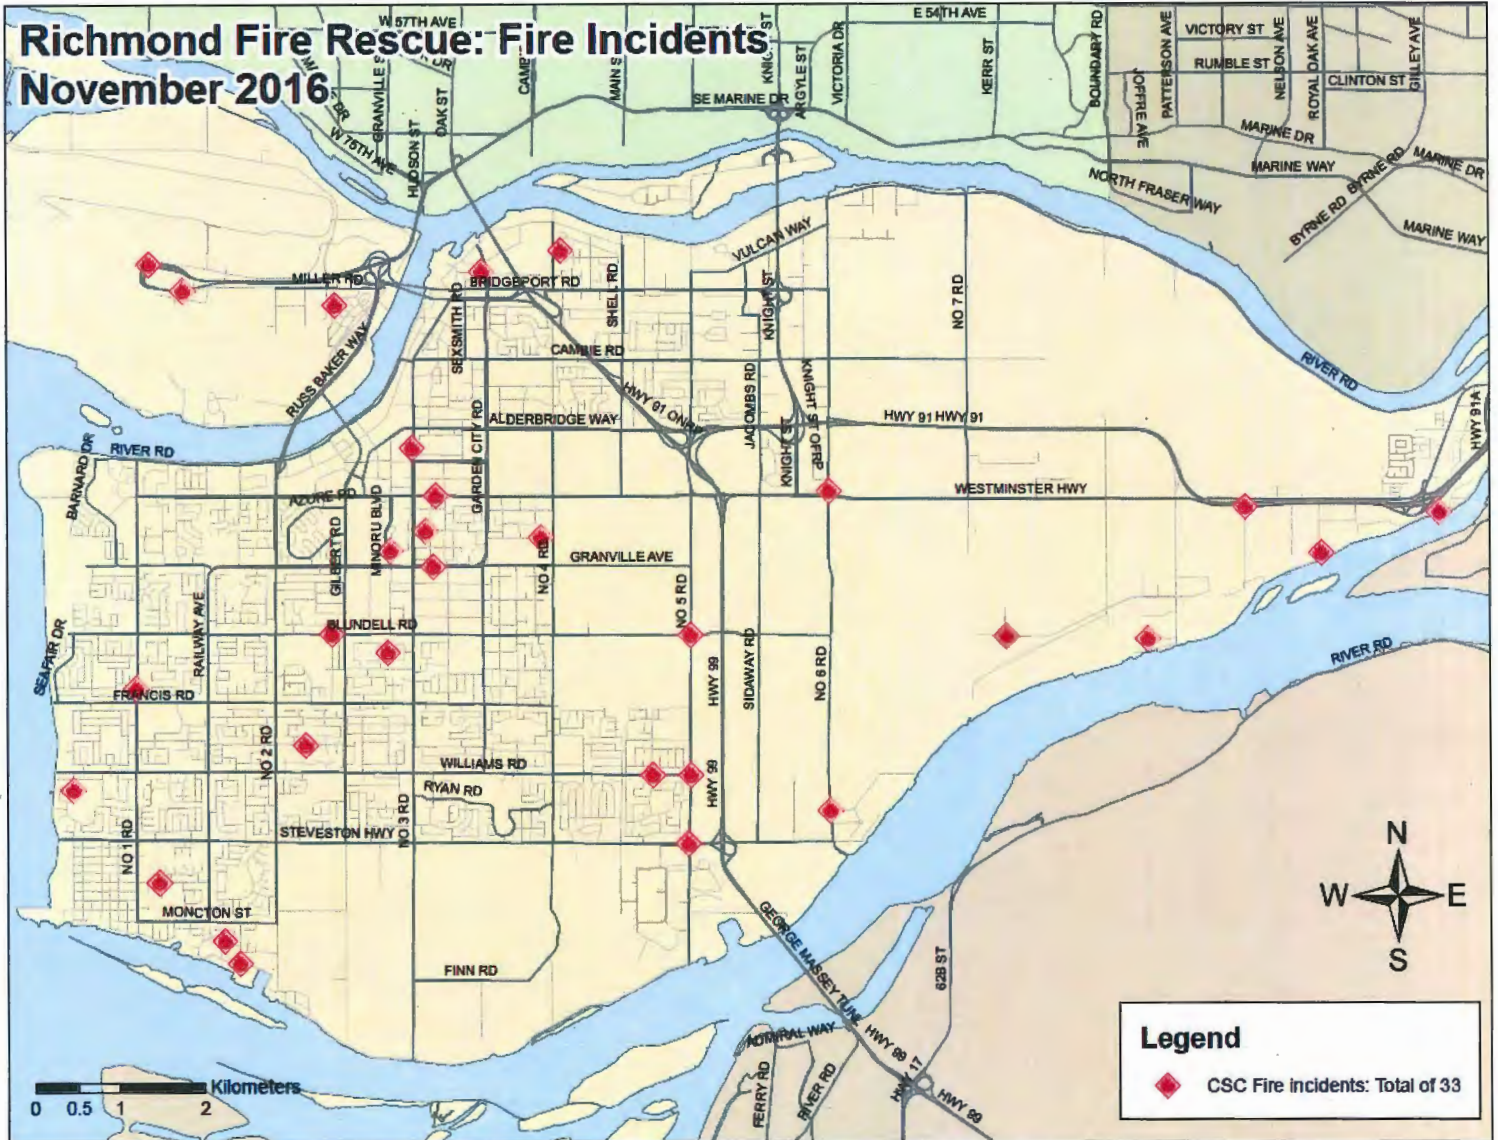 Richmond Fire Rescue: Fire Incidents
November 2016
W 57TH AVE
E 54TH AVE
GRANVILLE S
OAK ST
MAIN S
ARGYLE ST
VICTORIA DR
KERR ST
BOUNDARY RD
JOFFRE AVE
PATTERSON AVE
VICTORY ST
NELSON AVE
ROYAL OAK AVE
GILLEY AVE
RUMBLE ST
CLINTON ST
SE MARINE DR
MARINE DR
W 75TH AVE
HUDSON ST
MARINE WAY
BYRNE RD
MARINE DR
NORTH FRASER WAY
BYRNE RD
MARINE WAY
VULCAN WAY
MILLER RD
BRIDGEPORT RD
SHELL RD
KNIGHT ST
NO 7 RD
SEXSMITH RD
RUSS BAKER WAY
CAMBIE RD
RIVER RD
HWY 91 ONRP
JACOMBS RD
KNIGHT ST OFRP
HWY 91A
ALDERBRIDGE WAY
HWY 91 HWY 91
GARDEN CITY RD
KNIGHT ST
BARNARD DR
RIVER RD
AZURE RD
WESTMINSTER HWY
GILBERT RD
MINORU BLVD
GRANVILLE AVE
NO 4 RD
NO 5 RD
RAILWAY AVE
BLUNDELL RD
SEAFAIR DR
HWY 99
SIDAWAY RD
NO 6 RD
RIVER RD
FRANCIS RD
NO 2 RD
WILLIAMS RD
HWY 99
RYAN RD
NO 1 RD
STEVESTON HWY
NO 3 RD
MONCTON ST
GEORGE MASSEY TUNL
FINN RD
62B ST
N
W E
S
ADMIRAL WAY
HWY 99
HWY 17
HWY 99
FERRY RD
RIVER RD
Kilometers
0 0.5 1 2
Legend
CSC Fire incidents: Total of 33